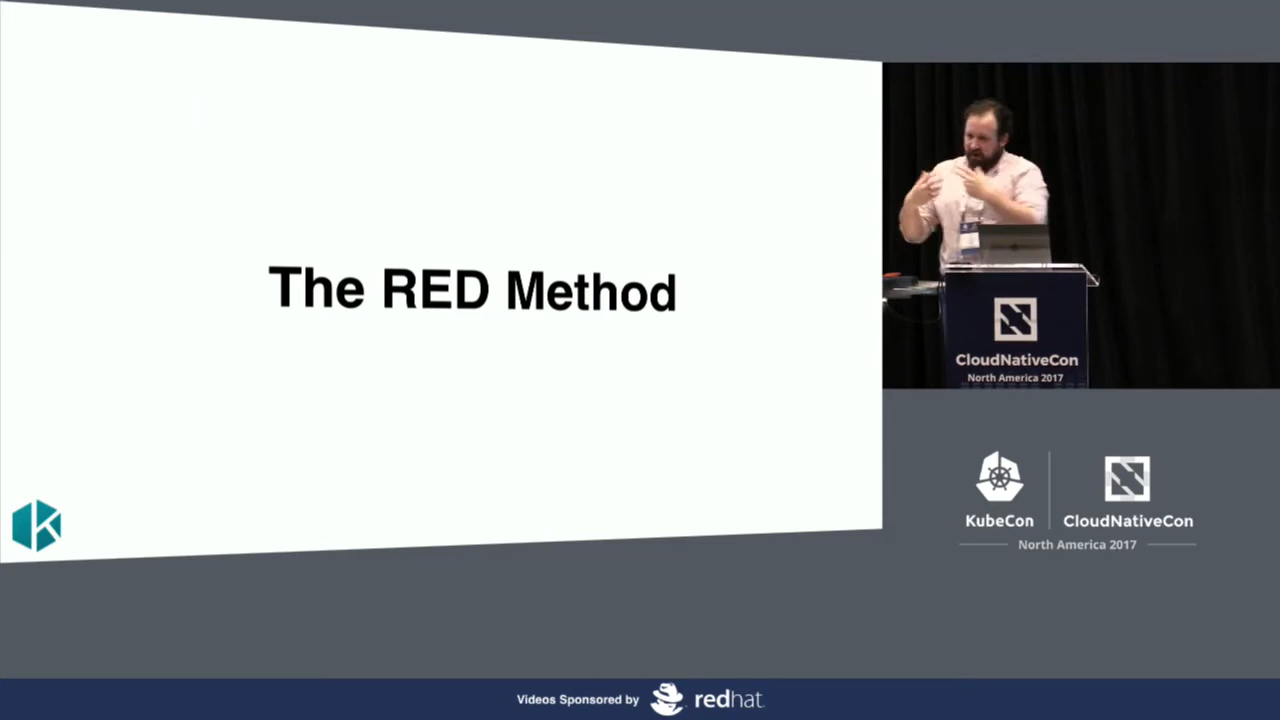 The RED Method
CloudNativeCon
North America 2017
KubeCon
CloudNativeCon
North America 2017
Videos Sponsored by
redhat